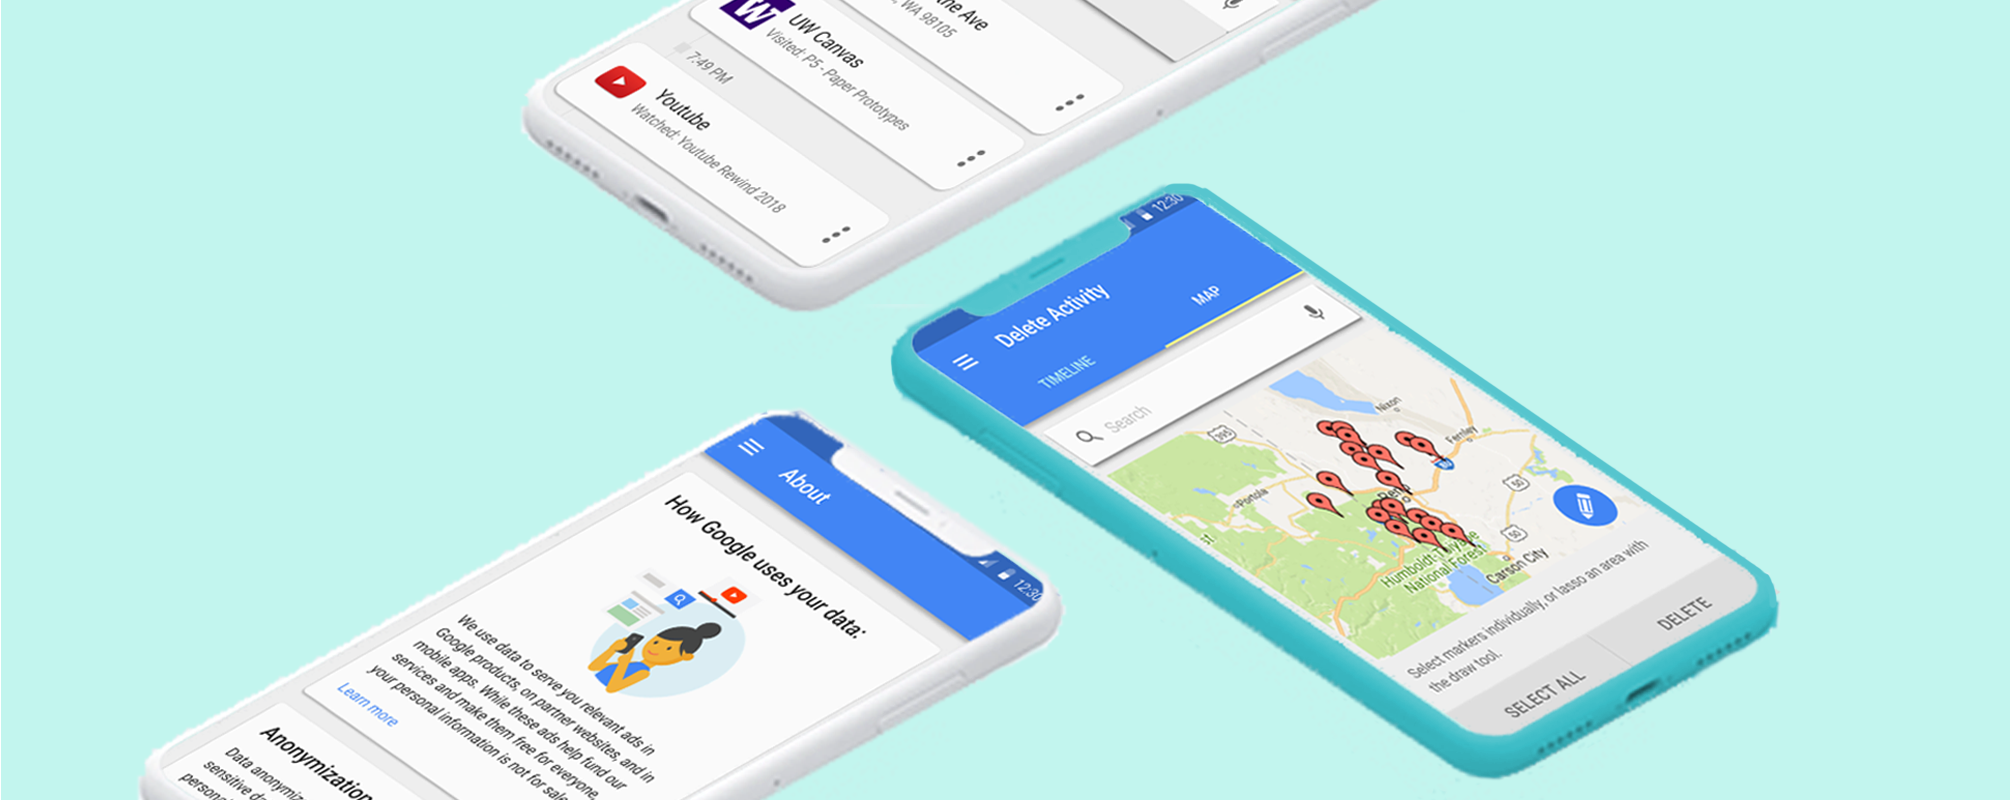 the Ave
WA 98105
W
UW Canvas
Visited: P5 - Paper Prototypes
7:49 PM
Youtube
Watched: Youtube Rewind 2018
12:30
Delete Activity
TIMELINE
MAP
Search
Nixon
Fernley
395
Portola
Reno
50
50
Humboldt-Toiyabe
National Forest
Carson City
Select markers individually, or lasso an area with
the draw tool.
SELECT ALL
DELETE
12:30
About
How Google uses your data:
We use data to serve you relevant ads in
Google products, on partner websites, and in
mobile apps. While these ads help fund our
services and make them free for everyone,
your personal information is not for sale
Learn more
Anonymization
Data anonymiz
sensitive d
person